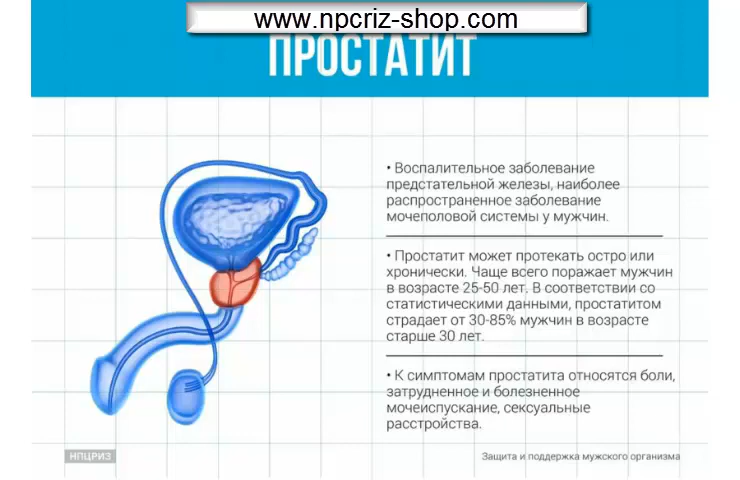 www.npcriz-shop.com
ПРОСТАТИТ
• Воспалительное заболевание
предстательной железы, наиболее
распространенное заболевание
мочеполовой системы у мужчин.
• Простатит может протекать остро или
хронически. Чаще всего поражает мужчин
в возрасте 25-50 лет. В соответствии со
статистическими данными, простатитом
страдает от 30-85% мужчин в возрасте
старше 30 лет.
• К симптомам простатита относятся боли,
затрудненное и болезненное
мочеиспускание, сексуальные
расстройства.
НПЦРИЗ
Защита и поддержка мужского организма